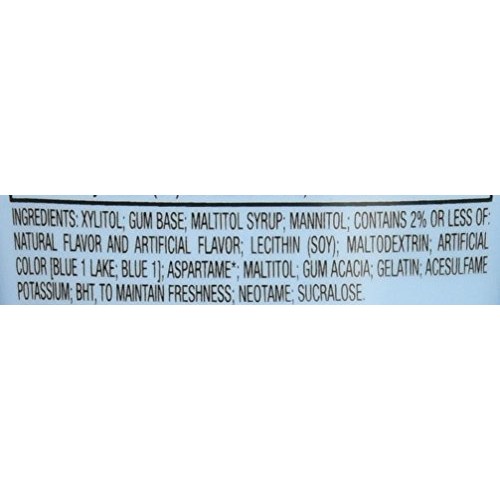 INGREDIENTS: XYLITOL; GUM BASE; MALTITOL SYRUP; MANNITOL; CONTAINS 2% OR LESS OF:
NATURAL FLAVOR AND ARTIFICIAL FLAVOR; LECITHIN (SOY); MALTODEXTRIN; ARTIFICIAL
COLOR [BLUE 1 LAKE; BLUE 1]; ASPARTAME*; MALTITOL; GUM ACACIA; GELATIN; ACESULFAME
POTASSIUM; BHT, TO MAINTAIN FRESHNESS; NEOTAME; SUCRALOSE.